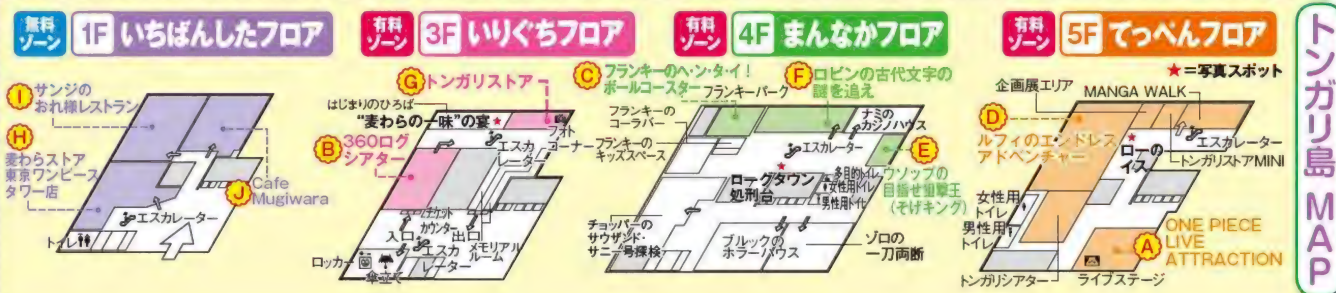 無料ゾーン 1F いちばんしたフロア
I サンジのおれ様レストラン
H 麦わらストア
東京ワンピース
タワー店
J Cafe
Mugiwara
エスカレーター
トイレ
有料ゾーン 3F いりぐちフロア
G トンガリストア
はじまりのひろば
“麦わらの一味”の宴★
B 360ログ
シアター
フォト
コーナー
エスカ
レーター
チケット
カウンター
入口
出口
エスカ
レーター
メモリアル
ルーム
ロッカー
傘立て
有料ゾーン 4F まんなかフロア
C フランキーのヘ・ン・タ・イ!
ボールコースター
フランキーパーク
F ロビンの古代文字の
謎を追え
フランキーの
コーラバー
フランキーの
キッズスペース
ナミの
カジノハウス
エスカレーター
E
ウソップの
目指せ狙撃王
(そげキング)
★
ローグタウン
処刑台
多目的トイレ
女性用トイレ
男性用トイレ
チョッパーの
サウザンド・
サニー号探検
ブルックの
ホラーハウス
ゾロの
一刀両断
有料ゾーン 5F てっぺんフロア
★=写真スポット
企画展エリア
MANGA WALK
D
ルフィのエンドレス
アドベンチャー
★
ローの
イス
エスカレーター
トンガリストアMINI
女性用
トイレ
男性用
トイレ
A ONE PIECE
LIVE
ATTRACTION
トンガリシアター
ライブステージ
トンガリ島 MAP